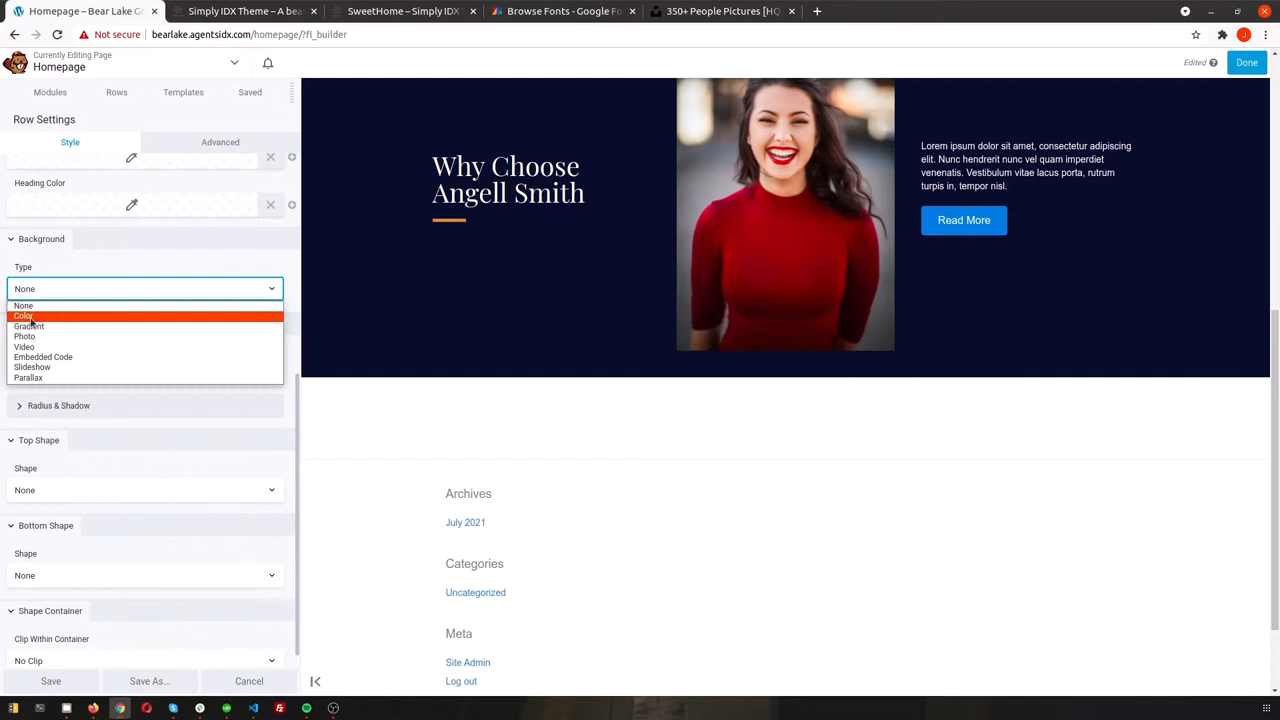 Bear Lake Gr
Simply IDX Theme – A bea
SweetHome – Simply IDX T
Browse Fonts - Google Fo
350+ People Pictures [HQ
Not secure
bearlake.agentsidx.com/homepage/?fl_builder
J
Currently Editing Page
Homepage
Edited
Done
Modules
Rows
Templates
Saved
Row Settings
Style
Advanced
Heading Color
Background
Type
None
None
Color
Gradient
Photo
Video
Embedded Code
Slideshow
Parallax
Radius & Shadow
Top Shape
Shape
None
Bottom Shape
Shape
None
Shape Container
Clip Within Container
No Clip
Save
Save As...
Cancel
Why Choose
Angell Smith
Lorem ipsum dolor sit amet, consectetur adipiscing
elit. Nunc hendrerit nunc vel quam imperdiet
venenatis. Vestibulum vitae lacus porta, rutrum
turpis in, tempor nisl.
Read More
Archives
July 2021
Categories
Uncategorized
Meta
Site Admin
Log out